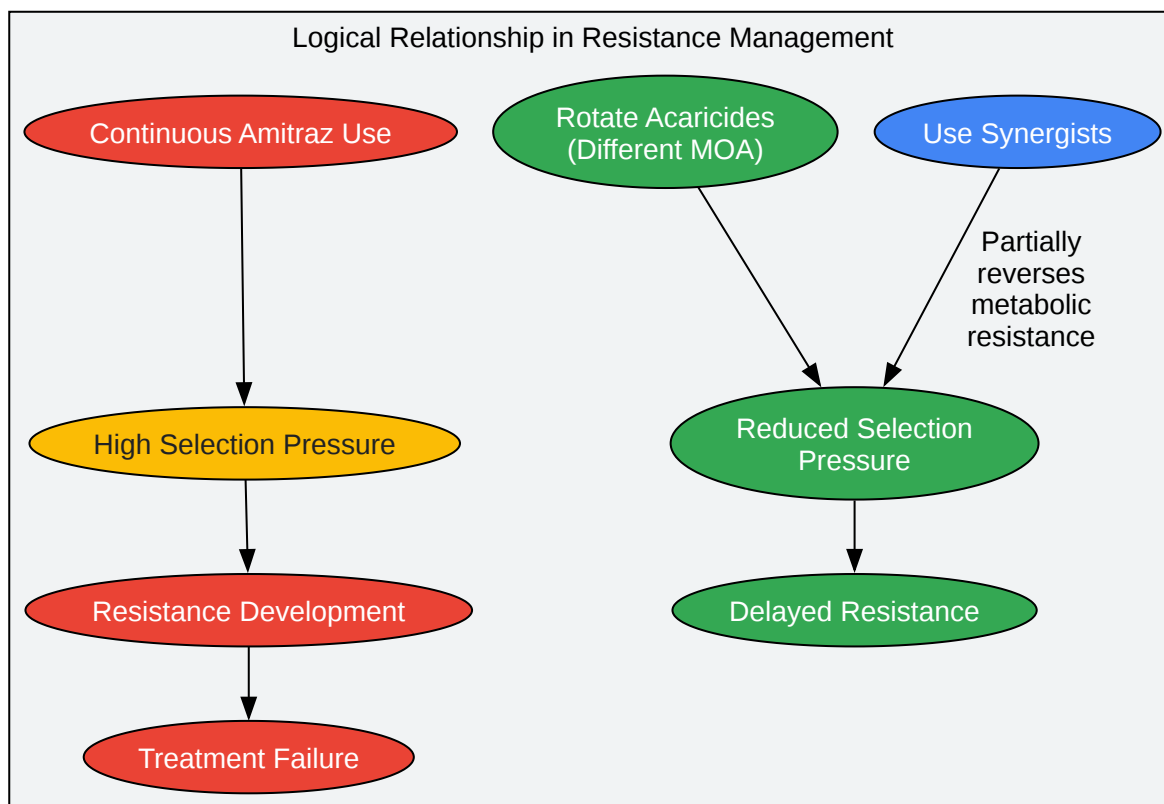 Logical Relationship in Resistance Management
Continuous Amitraz Use
Rotate Acaricides
(Different MOA)
Use Synergists
Partially
reverses
metabolic
resistance
High Selection Pressure
Reduced Selection
Pressure
Resistance Development
Delayed Resistance
Treatment Failure